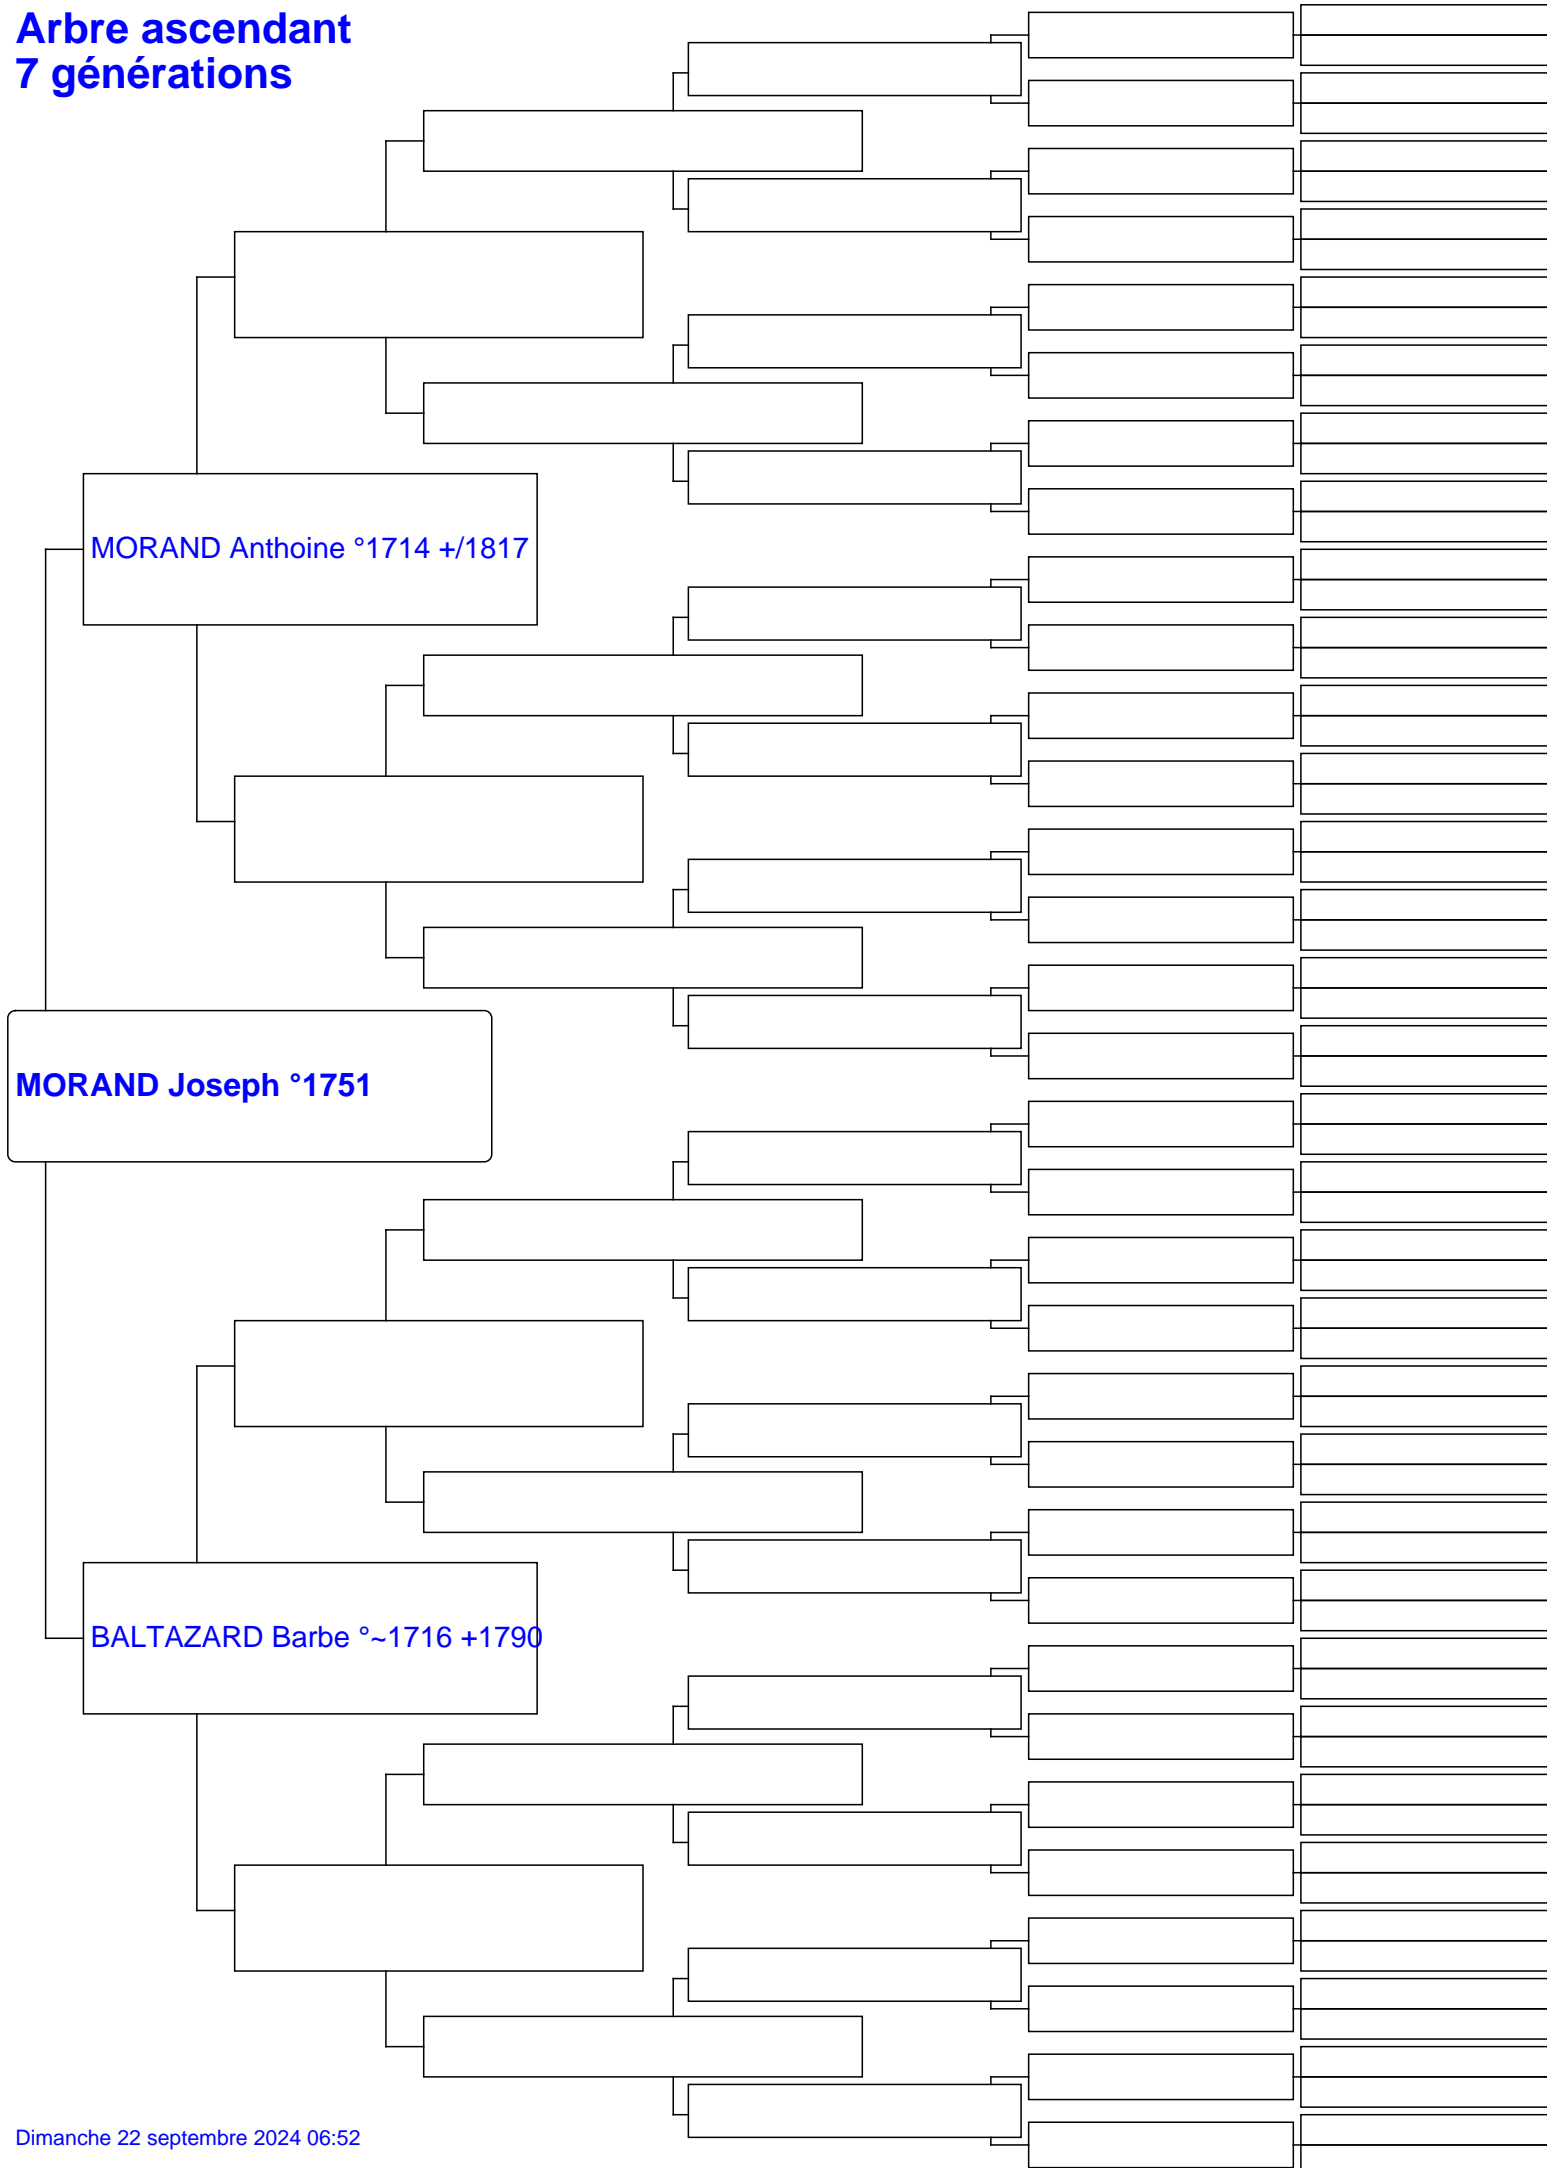 Arbre ascendant
7 générations
MORAND Anthoine °1714 +/1817
MORAND Joseph °1751
BALTAZARD Barbe °~1716 +1790
Dimanche 22 septembre 2024 06:52